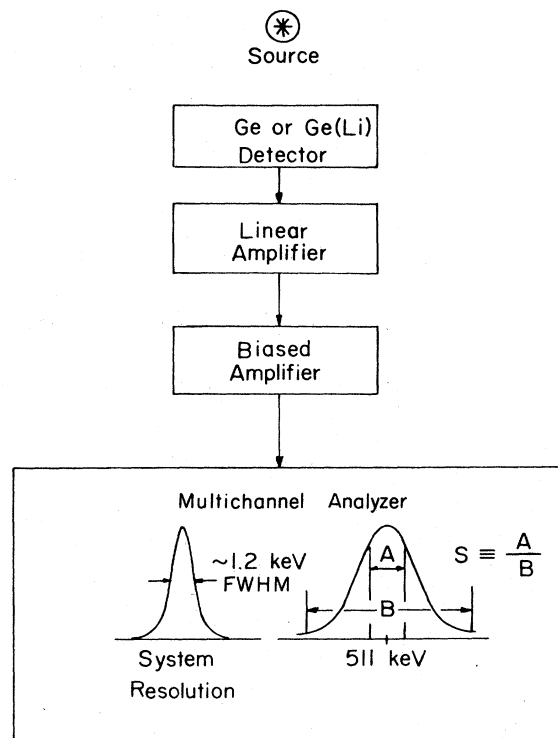 Source
Ge or Ge(Li)
Detector
Linear
Amplifier
Biased
Amplifier
Multichannel Analyzer
~1.2 keV
FWHM
A
B
S ≡ A/B
System
Resolution
511 keV